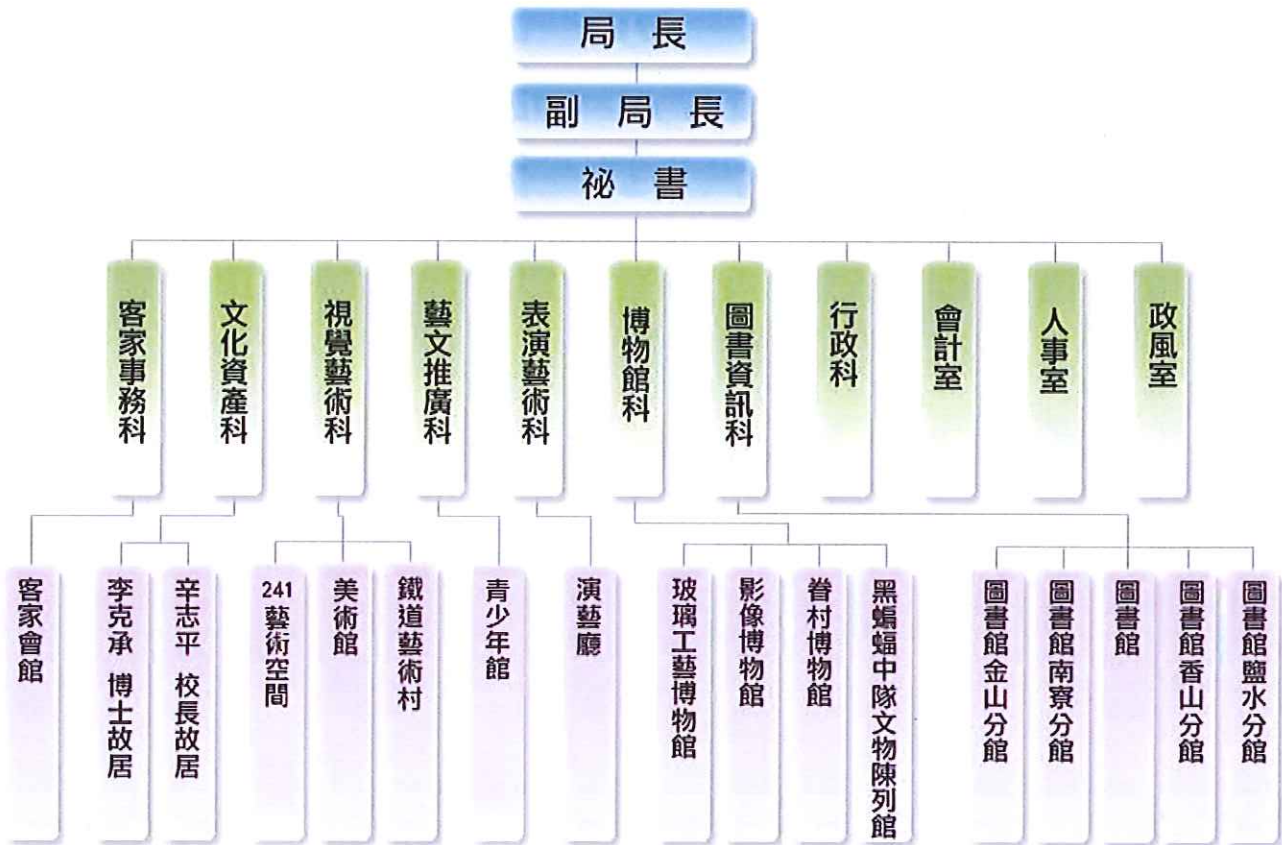 局長
副局長
祕書
客家事務科
文化資產科
視覺藝術科
藝文推廣科
表演藝術科
博物館科
圖書資訊科
行政科
會計室
人事室
政風室
客家會館
李克承 博士故居
辛志平 校長故居
241藝術空間
美術館
鐵道藝術村
青少年館
演藝廳
玻璃工藝博物館
影像博物館
眷村博物館
黑蝙蝠中隊文物陳列館
圖書館金山分館
圖書館南寮分館
圖書館
圖書館香山分館
圖書館鹽水分館